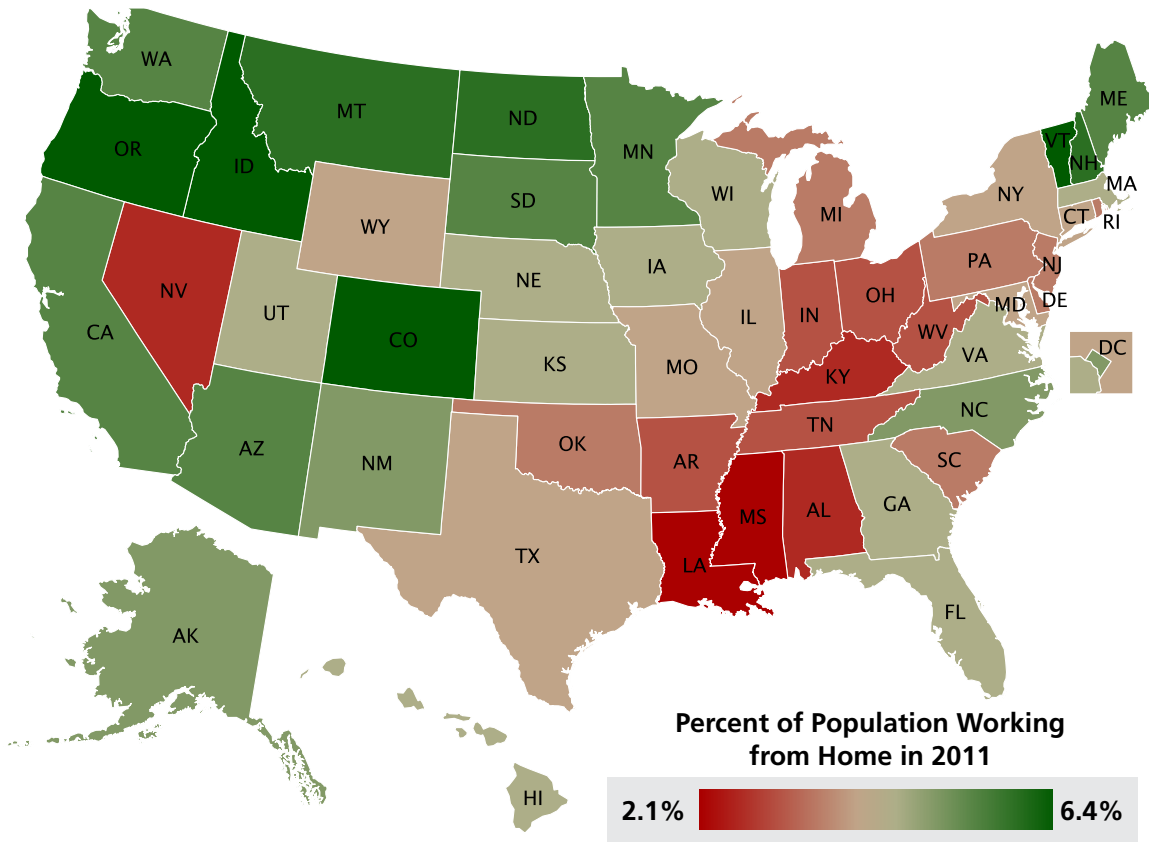 WA
MT
ND
MN
ME
VT
NH
OR
ID
SD
WI
MA
NY
CT
RI
MI
WY
PA
NJ
IA
NE
NV
UT
OH
MD
DE
IL
IN
CA
CO
WV
VA
DC
KS
MO
KY
NC
TN
AZ
NM
OK
AR
SC
MS
AL
GA
TX
LA
FL
AK
HI
Percent of Population Working
from Home in 2011
2.1% 6.4%